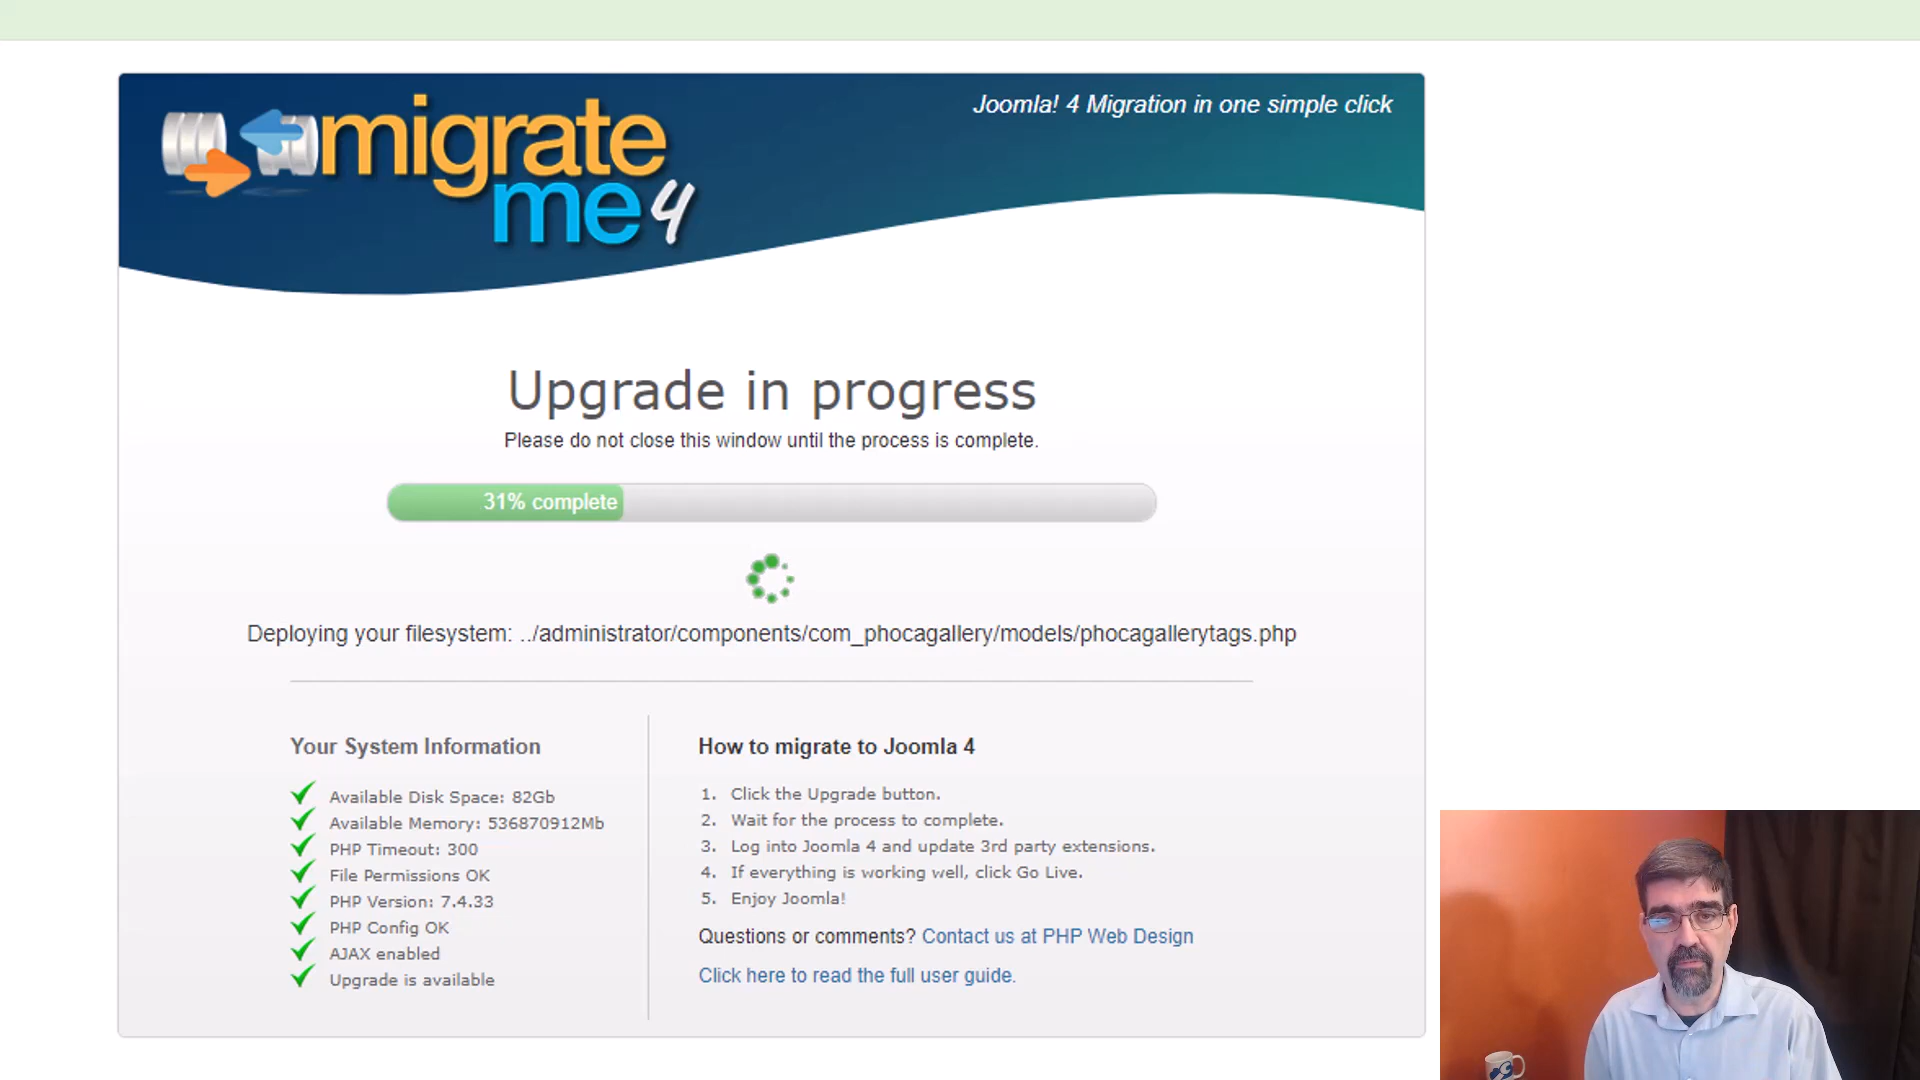 Joomla! 4 Migration in one simple click
migrate
me 4
Upgrade in progress
Please do not close this window until the process is complete.
31% complete
Deploying your filesystem: ../administrator/components/com_phocagallery/models/phocagallerytags.php
Your System Information
Available Disk Space: 82Gb
Available Memory: 536870912Mb
PHP Timeout: 300
File Permissions OK
PHP Version: 7.4.33
PHP Config OK
AJAX enabled
Upgrade is available
How to migrate to Joomla 4
1. Click the Upgrade button.
2. Wait for the process to complete.
3. Log into Joomla 4 and update 3rd party extensions.
4. If everything is working well, click Go Live.
5. Enjoy Joomla!
Questions or comments? Contact us at PHP Web Design
Click here to read the full user guide.